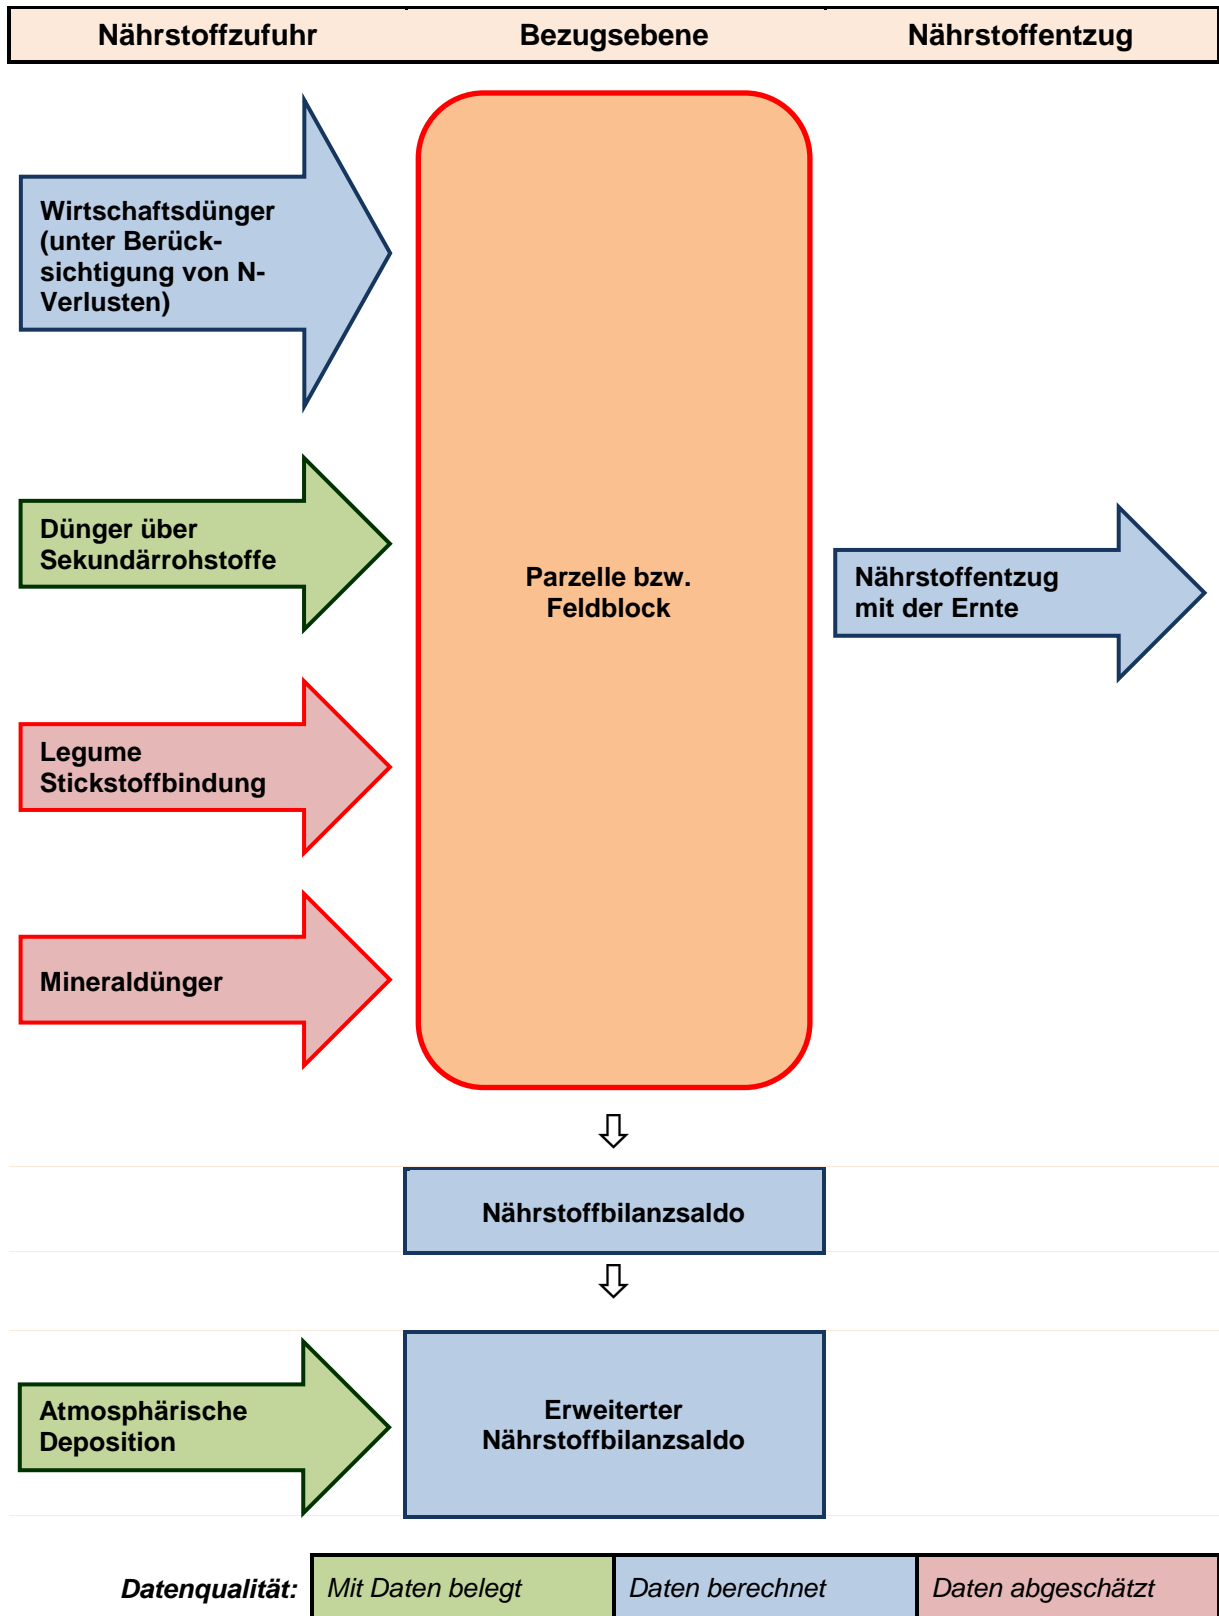 Nährstoffzufuhr Bezugsebene Nährstoffentzug
Wirtschaftsdünger
(unter Berück-
sichtigung von N-
Verlusten)
Dünger über
Sekundärrohstoffe
Legume
Stickstoffbindung
Mineraldünger
Parzelle bzw.
Feldblock
Nährstoffentzug
mit der Ernte
Nährstoffbilanzsaldo
Atmosphärische
Deposition
Erweiterter
Nährstoffbilanzsaldo
Datenqualität: Mit Daten belegt Daten berechnet Daten abgeschätzt